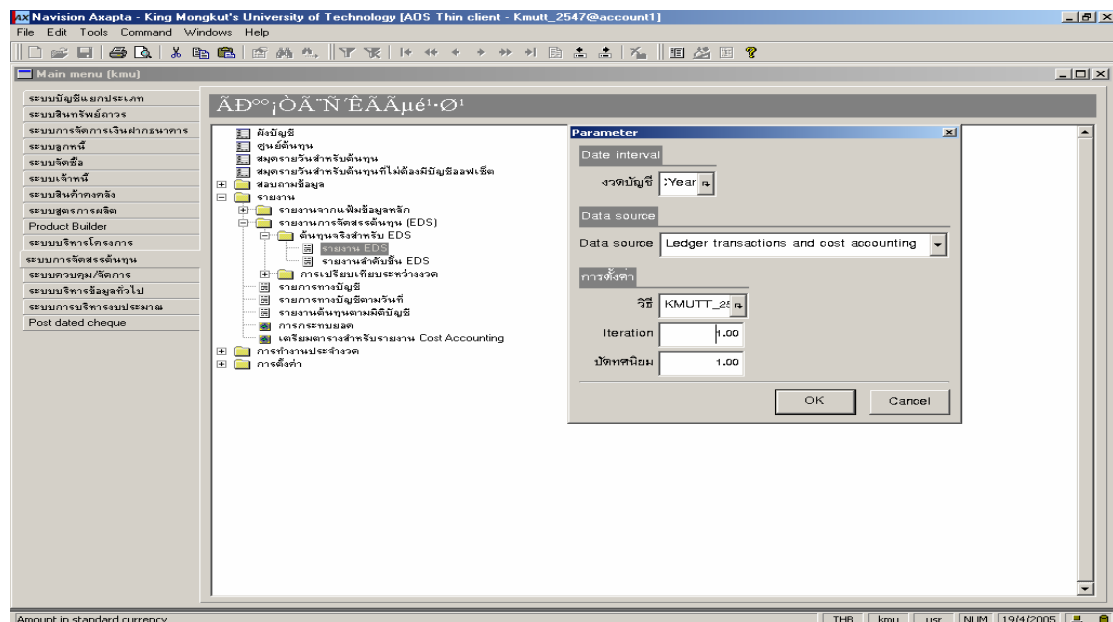 Navision Axapta - King Mongkut's University of Technology [AOS Thin client - Kmutt_2547@account1]
File Edit Tools Command Windows Help
Main menu (kmu)
ระบบบัญชีแยกประเภท
ระบบสินทรัพย์ถาวร
ระบบการจัดการเงินฝากธนาคาร
ระบบลูกหนี้
ระบบจัดซื้อ
ระบบเจ้าหนี้
ระบบสินค้าคงคลัง
ระบบสูตรการผลิต
Product Builder
ระบบบริหารโครงการ
ระบบการจัดสรรต้นทุน
ระบบควบคุม/จัดการ
ระบบบริหารข้อมูลทั่วไป
ระบบการบริหารงบประมาณ
Post dated cheque
ÃÐºº¡ÒÃ¨Ñ´ÊÃÃµé¹·Ø¹
ผังบัญชี
ศูนย์ต้นทุน
สมุดรายวันสำหรับต้นทุน
สมุดรายวันสำหรับต้นทุนที่ไม่ต้องมีบัญชีออฟเซ็ต
สอบถามข้อมูล
รายงาน
รายงานจากแฟ้มข้อมูลหลัก
รายงานการจัดสรรต้นทุน (EDS)
ต้นทุนจริงสำหรับ EDS
รายงาน EDS
รายงานลำดับขั้น EDS
การเปรียบเทียบระหว่างงวด
รายการทางบัญชี
รายการทางบัญชีตามวันที่
รายงานต้นทุนตามมิติบัญชี
การกระทบยอด
เตรียมตารางสำหรับรายงาน Cost Accounting
การทำงานประจำงวด
การตั้งค่า
Parameter
Date interval
งวดบัญชี :Year
Data source
Data source Ledger transactions and cost accounting
การตั้งค่า
วิธี KMUTT_25
Iteration 1.00
บัดทศนิยม 1.00
OK Cancel
Amount in standard currency THB kmu usr NUM 19/4/2005